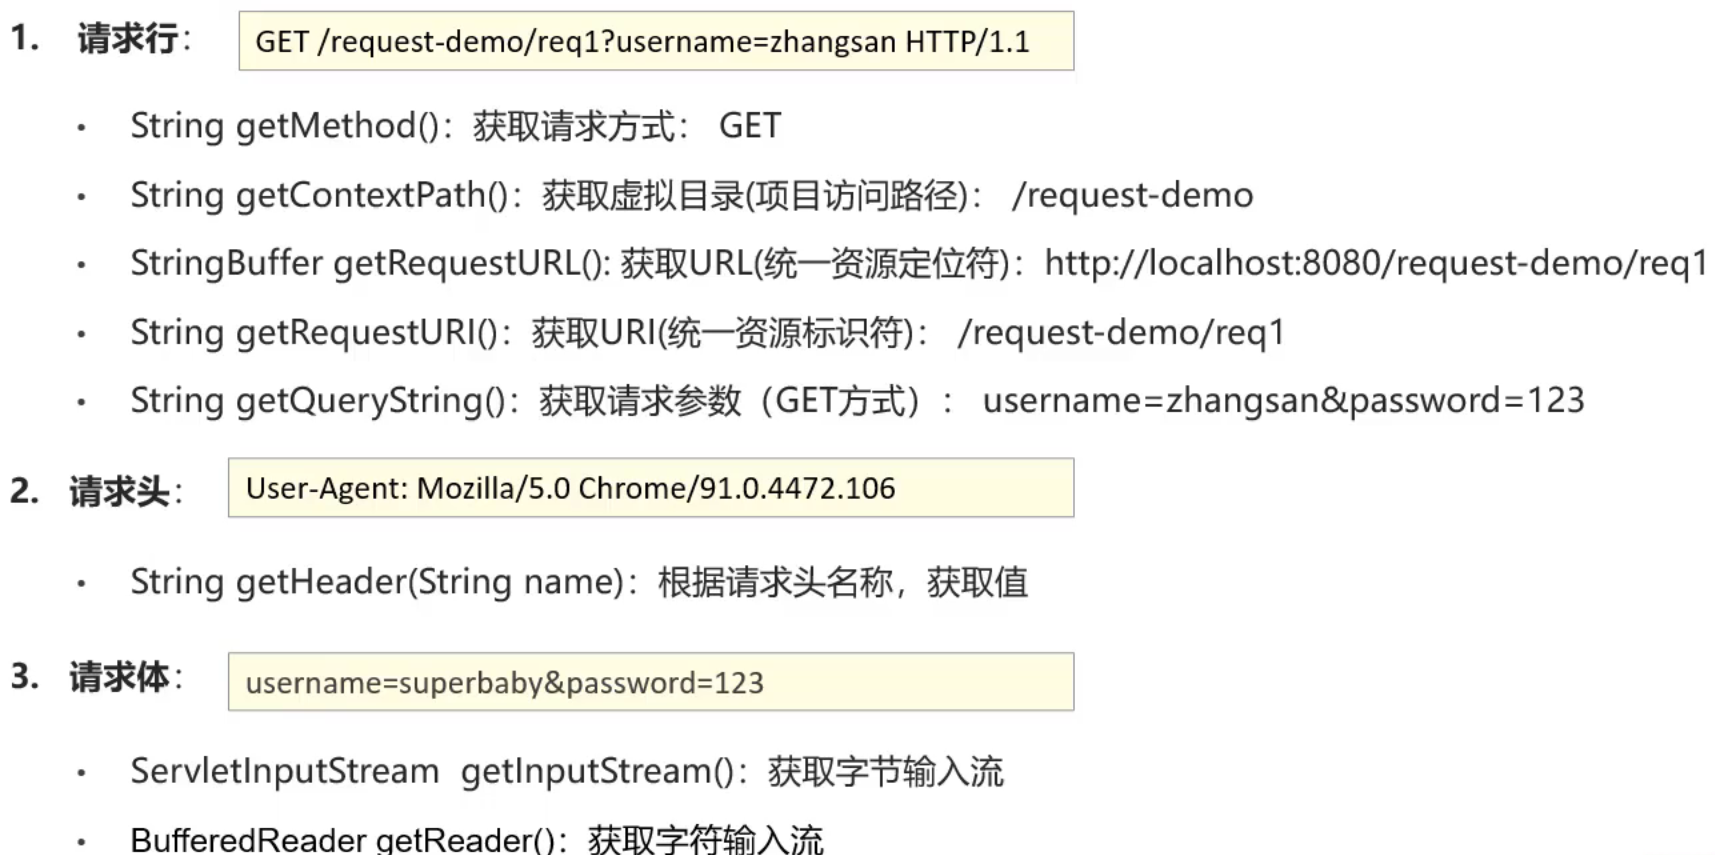 1. 请求行： GET /request-demo/req1?username=zhangsan HTTP/1.1
• String getMethod()：获取请求方式： GET
• String getContextPath()：获取虚拟目录(项目访问路径)： /request-demo
• StringBuffer getRequestURL(): 获取URL(统一资源定位符)：http://localhost:8080/request-demo/req1
• String getRequestURI()：获取URI(统一资源标识符)： /request-demo/req1
• String getQueryString()：获取请求参数（GET方式）： username=zhangsan&password=123
2. 请求头： User-Agent: Mozilla/5.0 Chrome/91.0.4472.106
• String getHeader(String name)：根据请求头名称，获取值
3. 请求体： username=superbaby&password=123
• ServletInputStream getInputStream()：获取字节输入流
• BufferedReader getReader()：获取字符输入流